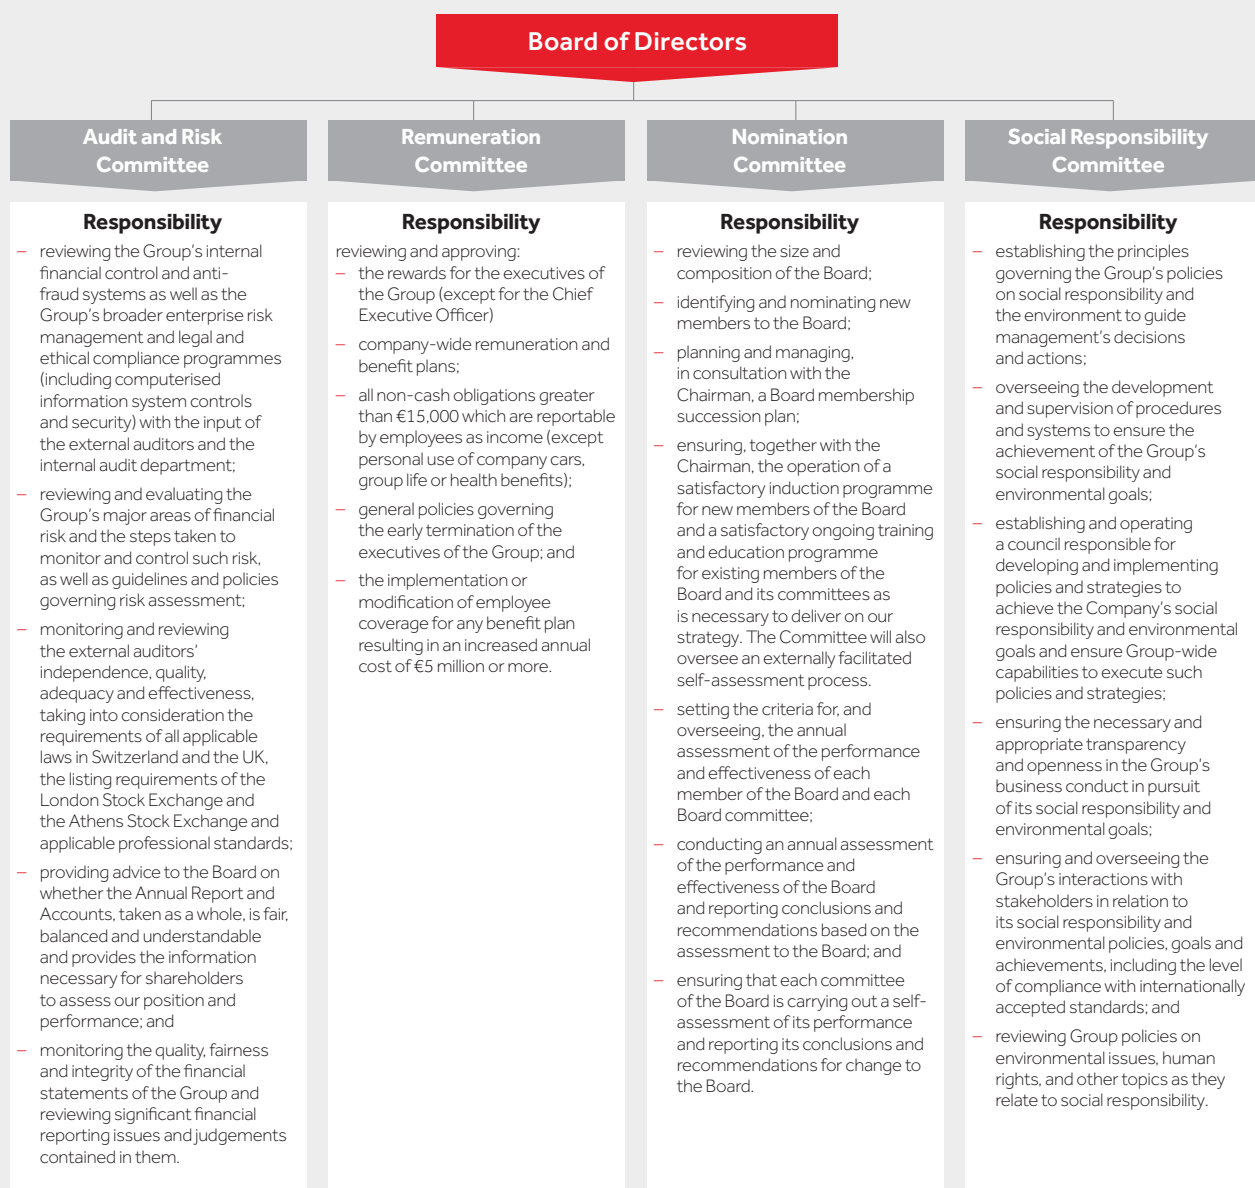 Board of Directors
Audit and Risk
Committee
Responsibility
– reviewing the Group's internal
financial control and anti-
fraud systems as well as the
Group's broader enterprise risk
management and legal and
ethical compliance programmes
(including computerised
information system controls
and security) with the input of
the external auditors and the
internal audit department;
– reviewing and evaluating the
Group's major areas of financial
risk and the steps taken to
monitor and control such risk,
as well as guidelines and policies
governing risk assessment;
– monitoring and reviewing
the external auditors'
independence, quality,
adequacy and effectiveness,
taking into consideration the
requirements of all applicable
laws in Switzerland and the UK,
the listing requirements of the
London Stock Exchange and
the Athens Stock Exchange and
applicable professional standards;
– providing advice to the Board on
whether the Annual Report and
Accounts, taken as a whole, is fair,
balanced and understandable
and provides the information
necessary for shareholders
to assess our position and
performance; and
– monitoring the quality, fairness
and integrity of the financial
statements of the Group and
reviewing significant financial
reporting issues and judgements
contained in them.
Remuneration
Committee
Responsibility
reviewing and approving:
– the rewards for the executives of
the Group (except for the Chief
Executive Officer)
– company-wide remuneration and
benefit plans;
– all non-cash obligations greater
than €15,000 which are reportable
by employees as income (except
personal use of company cars,
group life or health benefits);
– general policies governing
the early termination of the
executives of the Group; and
– the implementation or
modification of employee
coverage for any benefit plan
resulting in an increased annual
cost of €5 million or more.
Nomination
Committee
Responsibility
– reviewing the size and
composition of the Board;
– identifying and nominating new
members to the Board;
– planning and managing,
in consultation with the
Chairman, a Board membership
succession plan;
– ensuring, together with the
Chairman, the operation of a
satisfactory induction programme
for new members of the Board
and a satisfactory ongoing training
and education programme
for existing members of the
Board and its committees as
is necessary to deliver on our
strategy. The Committee will also
oversee an externally facilitated
self-assessment process.
– setting the criteria for, and
overseeing, the annual
assessment of the performance
and effectiveness of each
member of the Board and each
Board committee;
– conducting an annual assessment
of the performance and
effectiveness of the Board
and reporting conclusions and
recommendations based on the
assessment to the Board; and
– ensuring that each committee
of the Board is carrying out a self-
assessment of its performance
and reporting its conclusions and
recommendations for change to
the Board.
Social Responsibility
Committee
Responsibility
– establishing the principles
governing the Group's policies
on social responsibility and
the environment to guide
management's decisions
and actions;
– overseeing the development
and supervision of procedures
and systems to ensure the
achievement of the Group's
social responsibility and
environmental goals;
– establishing and operating
a council responsible for
developing and implementing
policies and strategies to
achieve the Company's social
responsibility and environmental
goals and ensure Group-wide
capabilities to execute such
policies and strategies;
– ensuring the necessary and
appropriate transparency
and openness in the Group's
business conduct in pursuit
of its social responsibility and
environmental goals;
– ensuring and overseeing the
Group's interactions with
stakeholders in relation to
its social responsibility and
environmental policies, goals and
achievements, including the level
of compliance with internationally
accepted standards; and
– reviewing Group policies on
environmental issues, human
rights, and other topics as they
relate to social responsibility.